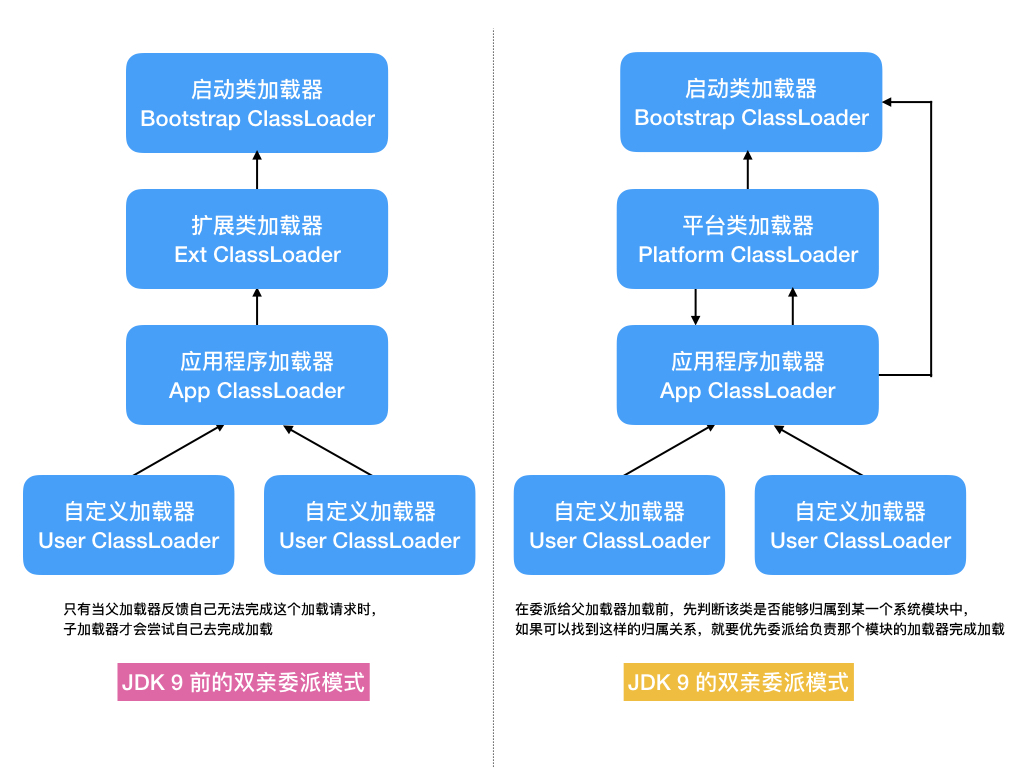 启动类加载器
Bootstrap ClassLoader
扩展类加载器
Ext ClassLoader
应用程序加载器
App ClassLoader
自定义加载器
User ClassLoader
自定义加载器
User ClassLoader
只有当父加载器反馈自己无法完成这个加载请求时，
子加载器才会尝试自己去完成加载
JDK 9 前的双亲委派模式
启动类加载器
Bootstrap ClassLoader
平台类加载器
Platform ClassLoader
应用程序加载器
App ClassLoader
自定义加载器
User ClassLoader
自定义加载器
User ClassLoader
在委派给父加载器加载前，先判断该类是否能够归属到某一个系统模块中，
如果可以找到这样的归属关系，就要优先委派给负责那个模块的加载器完成加载
JDK 9 的双亲委派模式